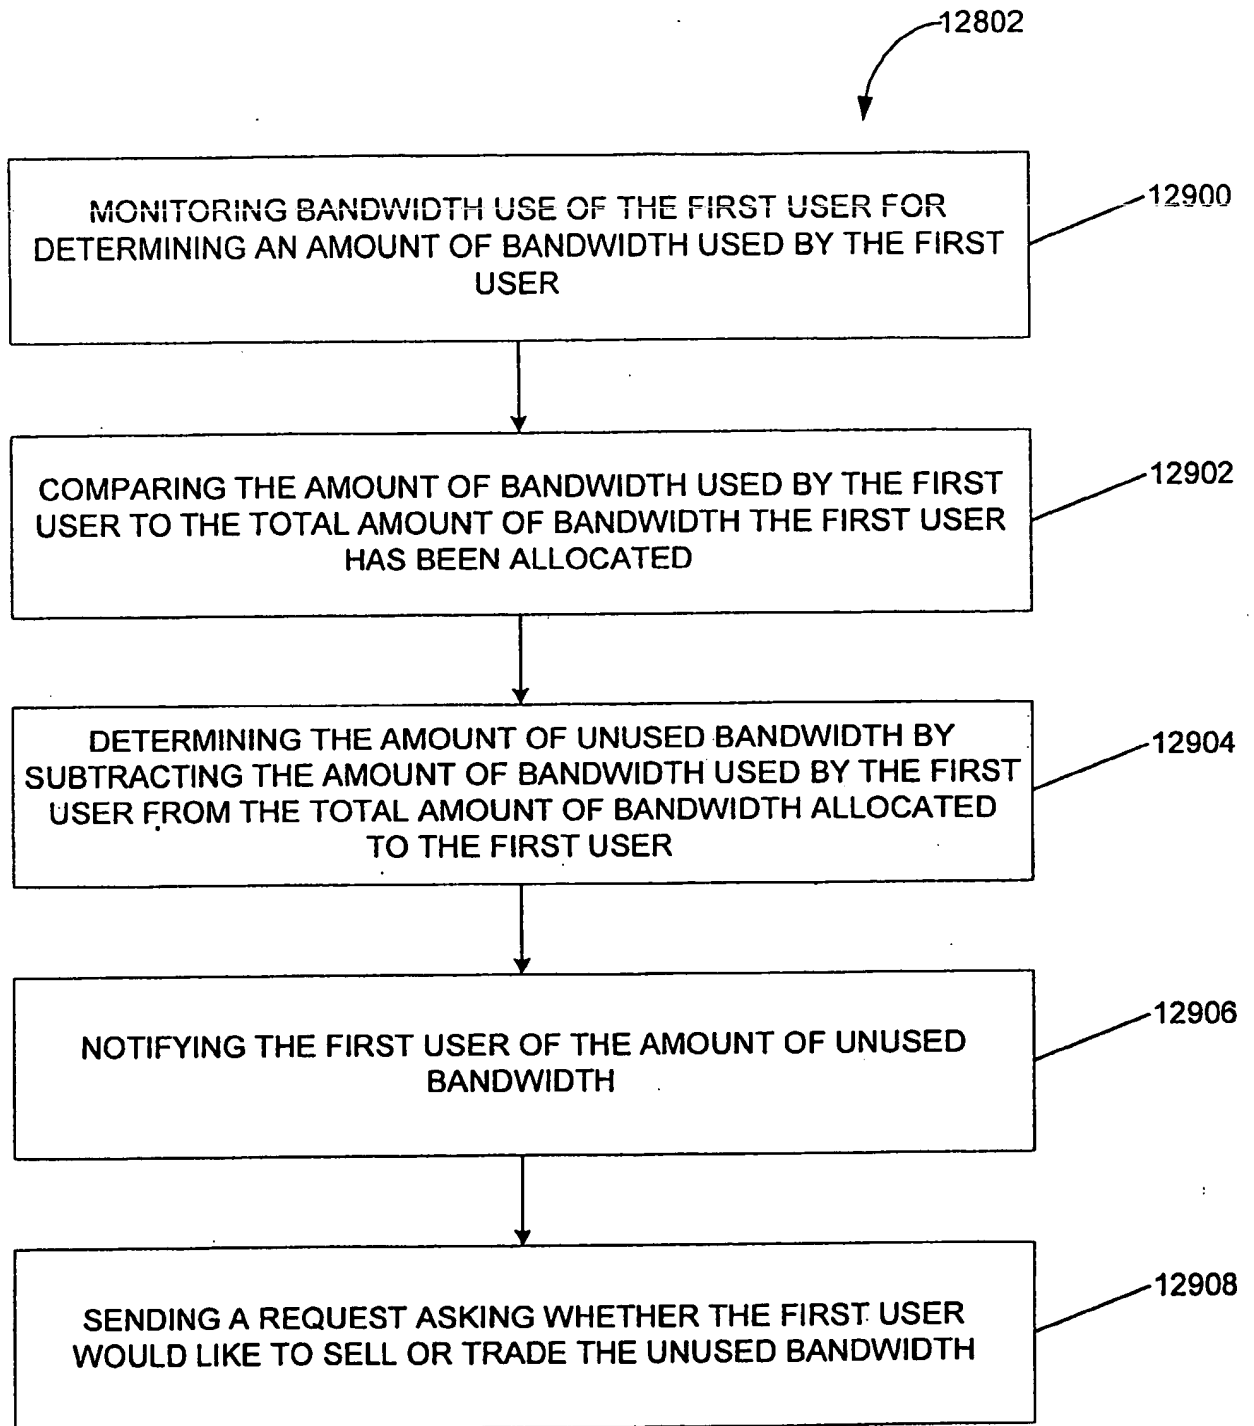 12802
MONITORING BANDWIDTH USE OF THE FIRST USER FOR
DETERMINING AN AMOUNT OF BANDWIDTH USED BY THE FIRST
USER
12900
COMPARING THE AMOUNT OF BANDWIDTH USED BY THE FIRST
USER TO THE TOTAL AMOUNT OF BANDWIDTH THE FIRST USER
HAS BEEN ALLOCATED
12902
DETERMINING THE AMOUNT OF UNUSED BANDWIDTH BY
SUBTRACTING THE AMOUNT OF BANDWIDTH USED BY THE FIRST
USER FROM THE TOTAL AMOUNT OF BANDWIDTH ALLOCATED
TO THE FIRST USER
12904
NOTIFYING THE FIRST USER OF THE AMOUNT OF UNUSED
BANDWIDTH
12906
SENDING A REQUEST ASKING WHETHER THE FIRST USER
WOULD LIKE TO SELL OR TRADE THE UNUSED BANDWIDTH
12908